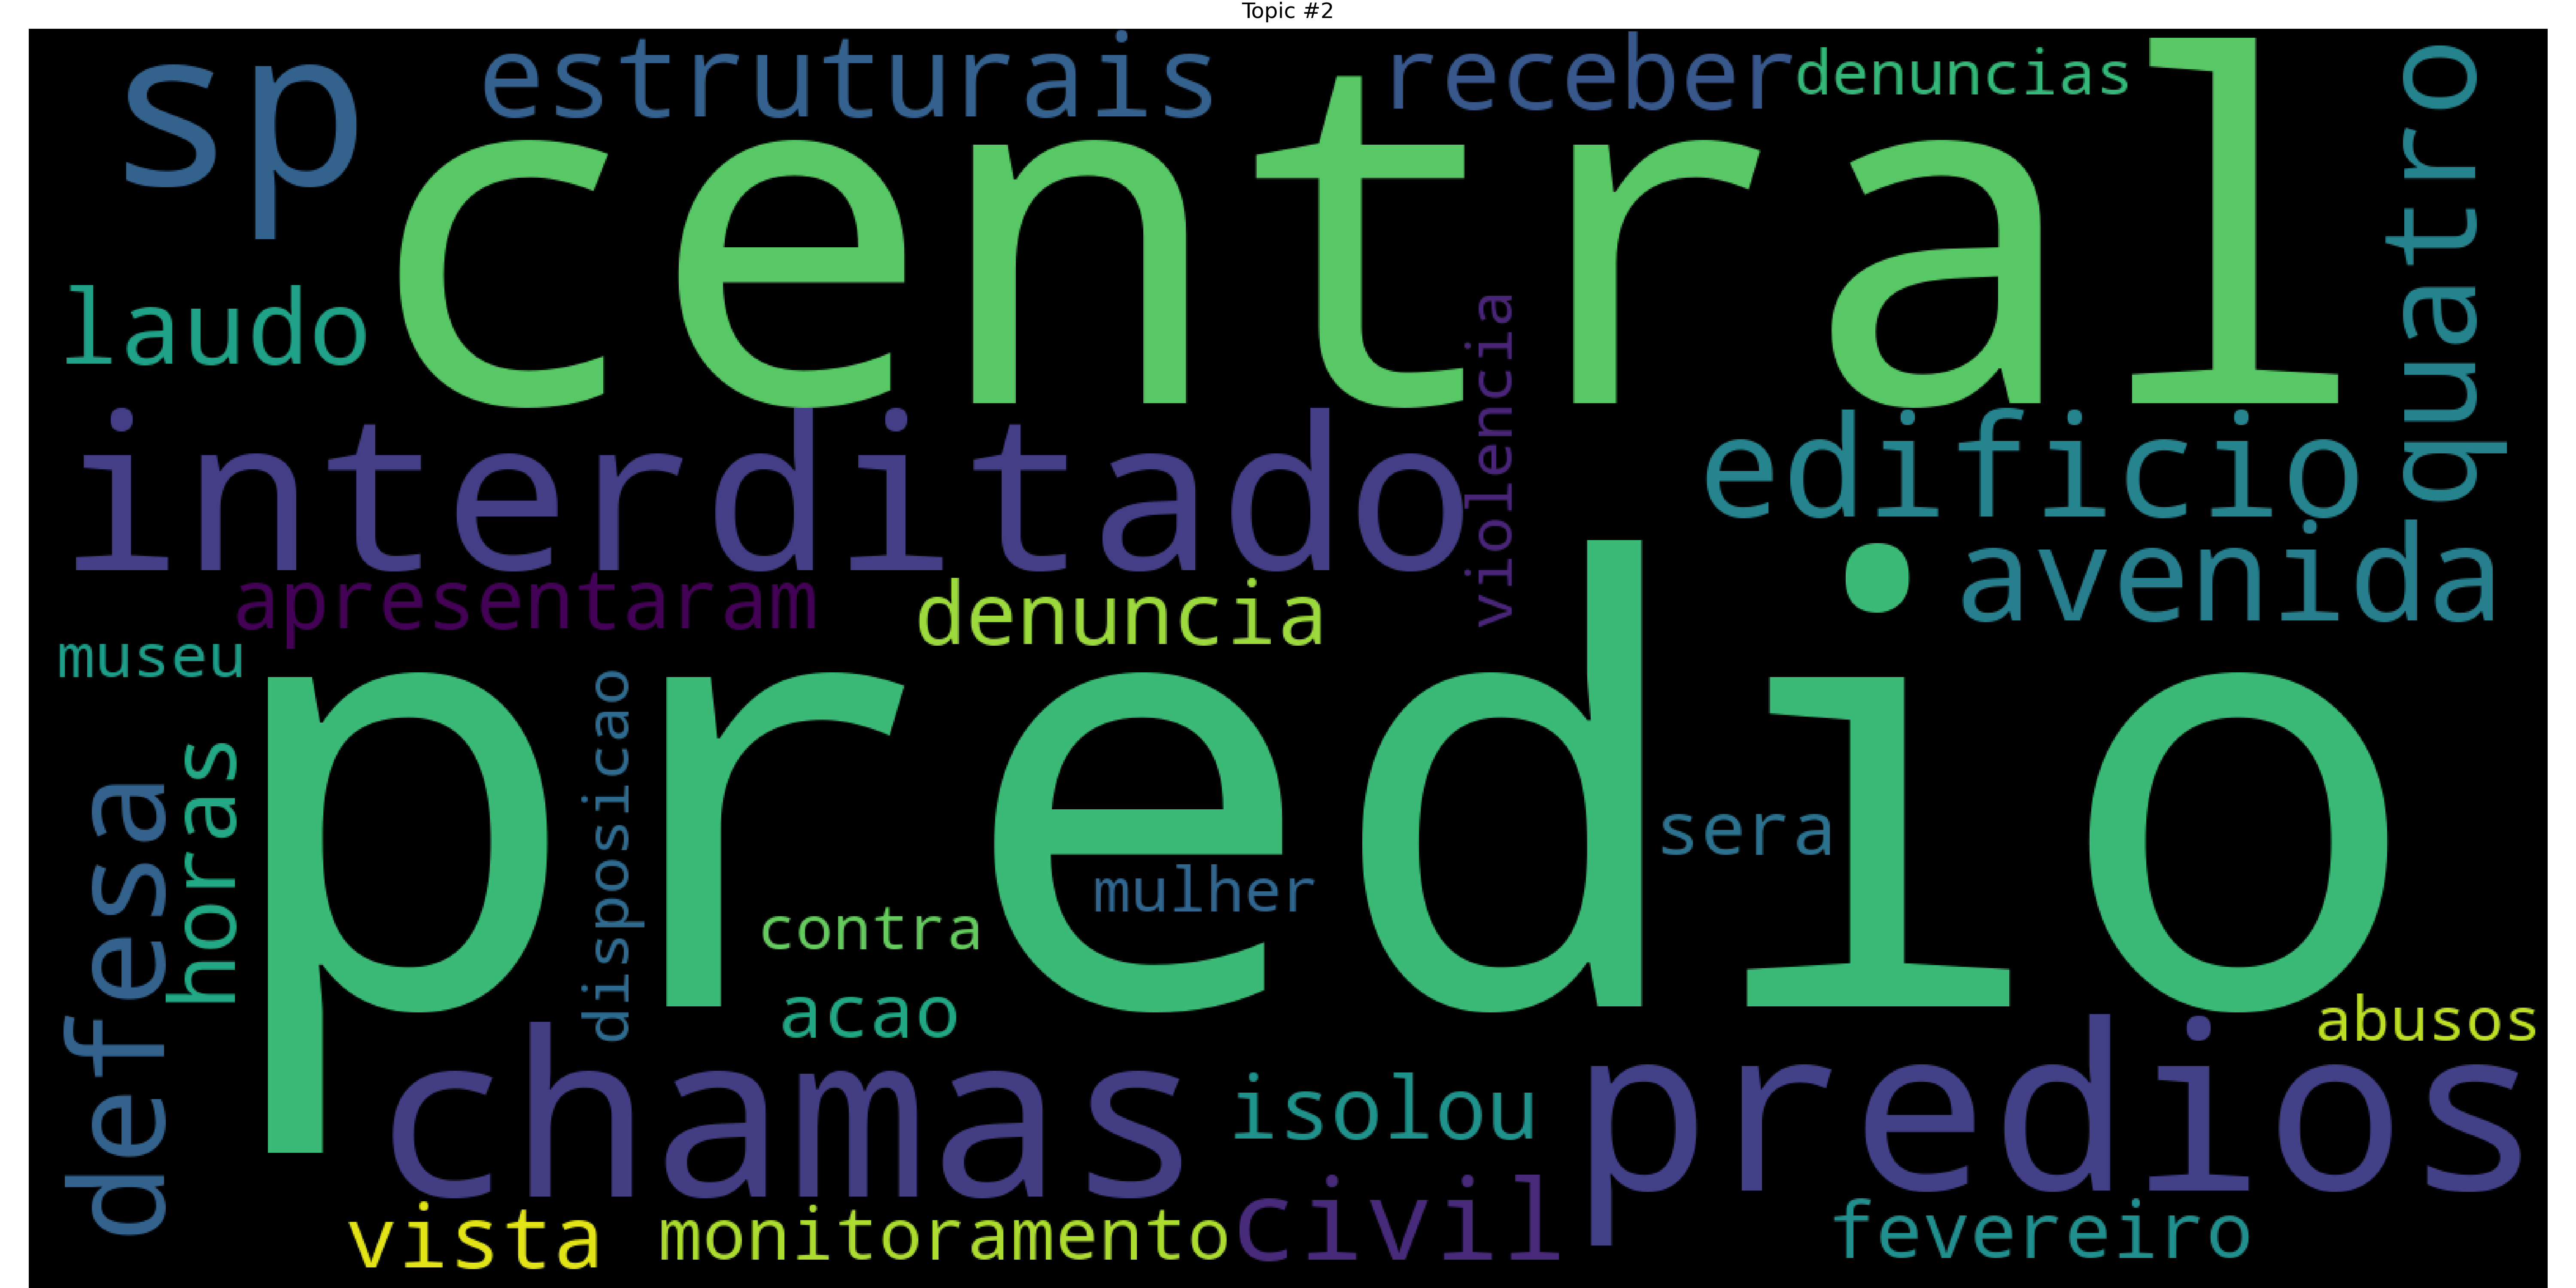 Topic #2
sp
estruturais
receber
denuncias
central
quatro
laudo
violencia
interditado
edificio
avenida
apresentaram
denuncia
museu
predio
disposicao
horas
defesa
sera
mulher
contra
acao
abusos
chamas
isolou
predios
civil
vista
monitoramento
fevereiro